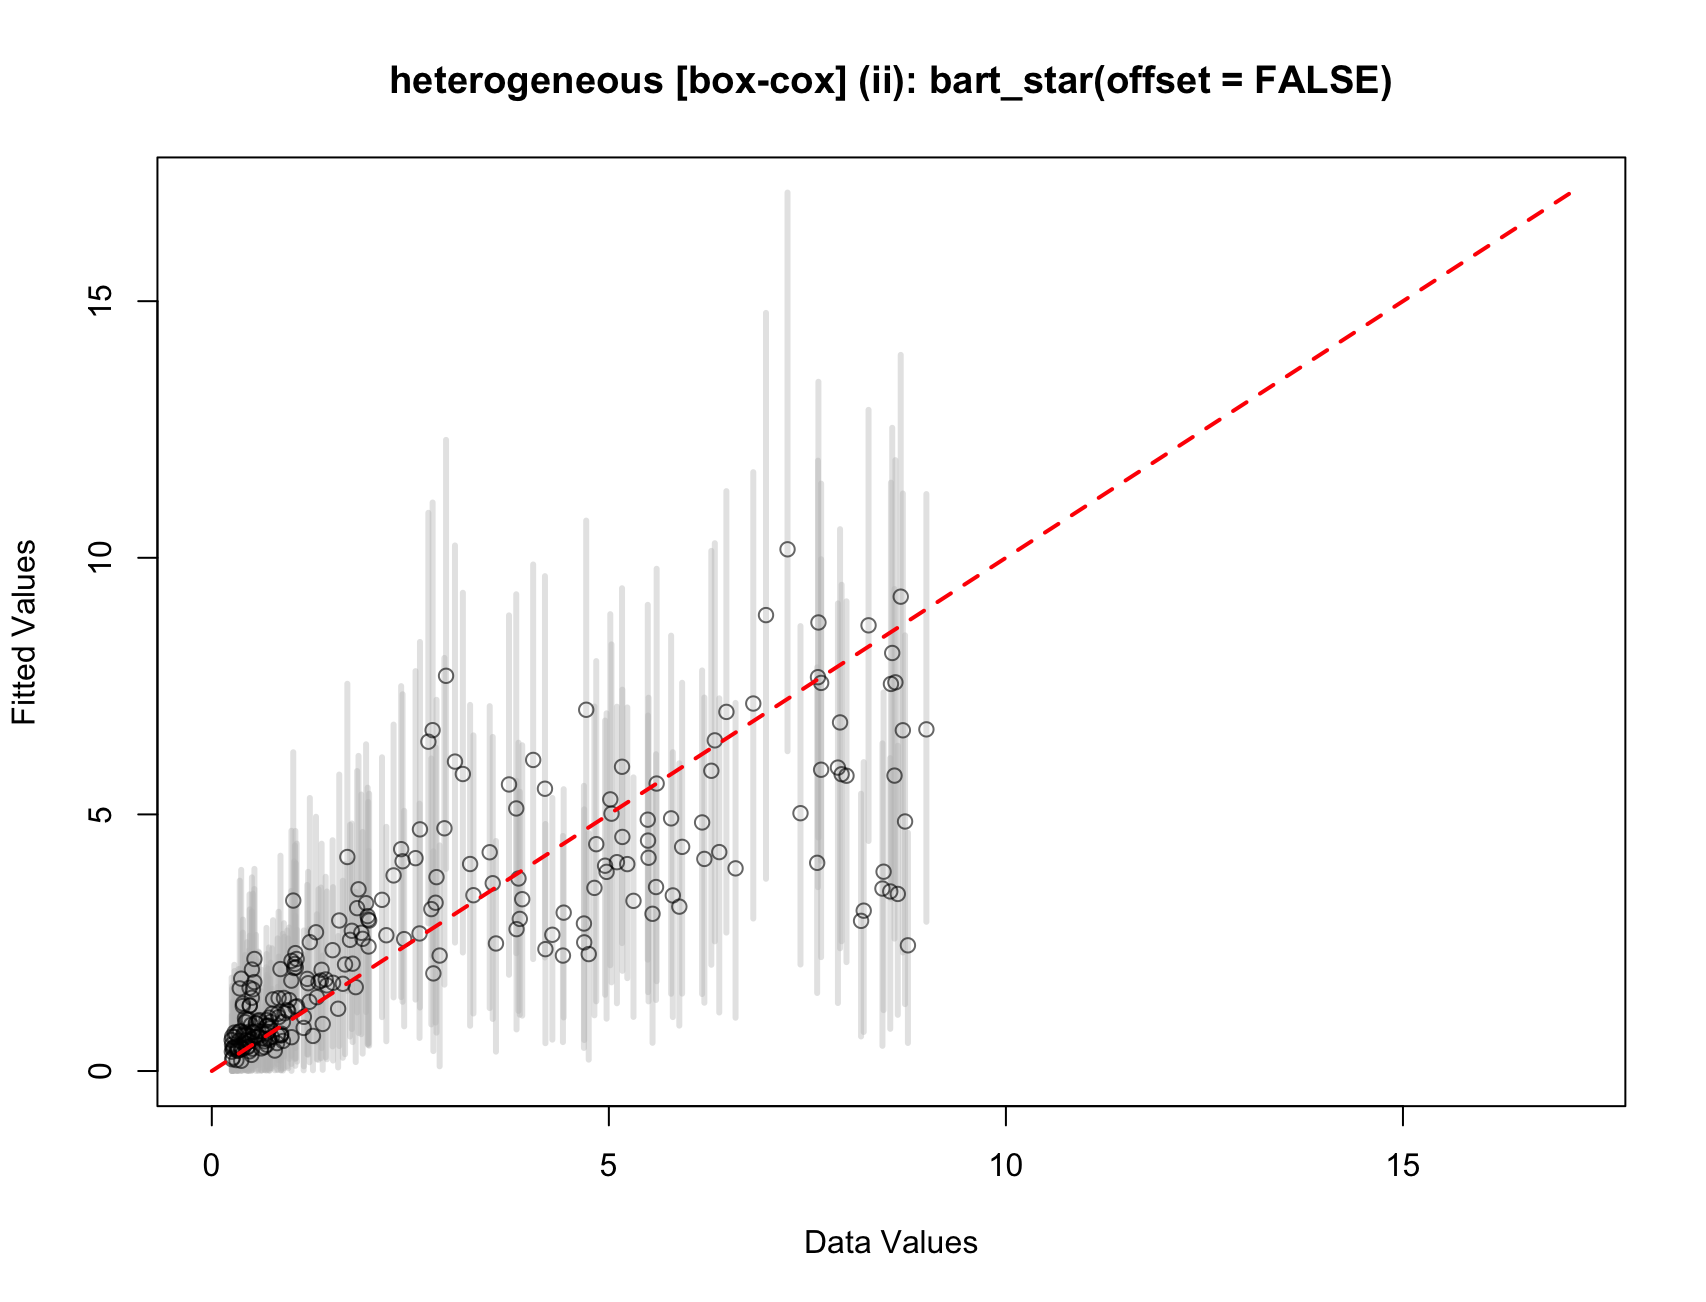 heterogeneous [box-cox] (ii): bart_star(offset = FALSE)
Fitted Values
15
10
5
0
0 5 10 15
Data Values